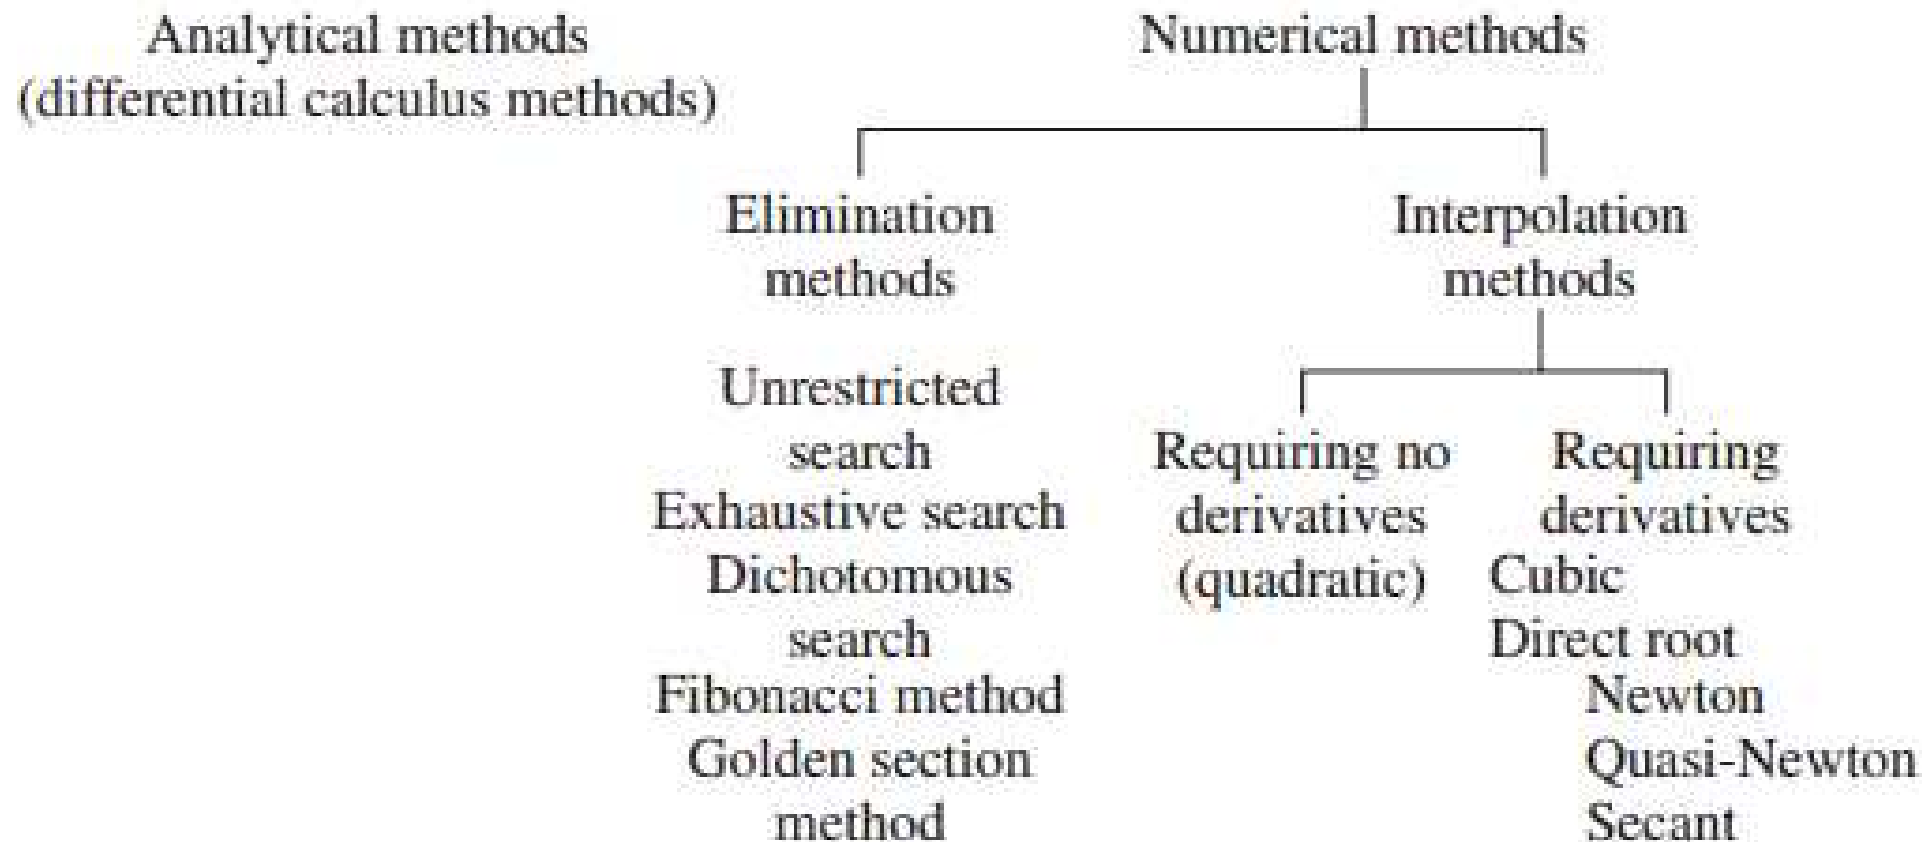 Analytical methods
(differential calculus methods)
Numerical methods
Elimination
methods
Unrestricted
search
Exhaustive search
Dichotomous
search
Fibonacci method
Golden section
method
Interpolation
methods
Requiring no
derivatives
(quadratic)
Requiring
derivatives
Cubic
Direct root
Newton
Quasi-Newton
Secant